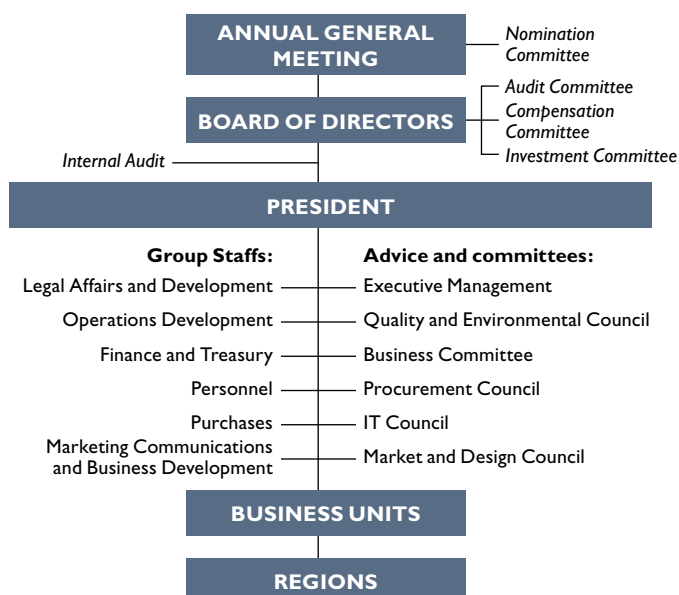 ANNUAL GENERAL
MEETING
Nomination
Committee
BOARD OF DIRECTORS
Audit Committee
Compensation
Committee
Investment Committee
Internal Audit
PRESIDENT
Group Staffs:
Legal Affairs and Development
Operations Development
Finance and Treasury
Personnel
Purchases
Marketing Communications
and Business Development
Advice and committees:
Executive Management
Quality and Environmental Council
Business Committee
Procurement Council
IT Council
Market and Design Council
BUSINESS UNITS
REGIONS